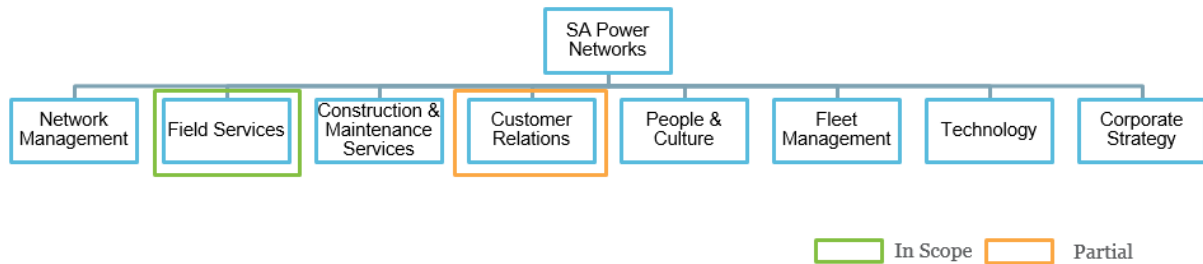 SA Power
Networks
Network
Management
Field Services
Construction &
Maintenance
Services
Customer
Relations
People &
Culture
Fleet
Management
Technology
Corporate
Strategy
In Scope
Partial